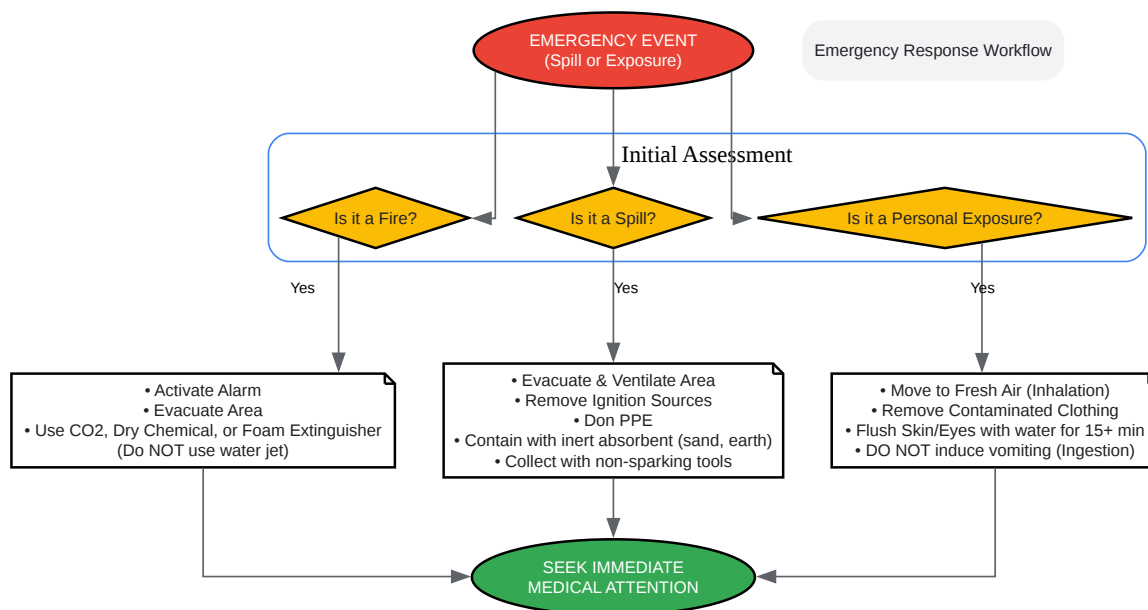 EMERGENCY EVENT
(Spill or Exposure)
Emergency Response Workflow
Initial Assessment
Is it a Fire?
Is it a Spill?
Is it a Personal Exposure?
Yes
Yes
Yes
• Activate Alarm
• Evacuate Area
• Use CO2, Dry Chemical, or Foam Extinguisher
(Do NOT use water jet)
• Evacuate & Ventilate Area
• Remove Ignition Sources
• Don PPE
• Contain with inert absorbent (sand, earth)
• Collect with non-sparking tools
• Move to Fresh Air (Inhalation)
• Remove Contaminated Clothing
• Flush Skin/Eyes with water for 15+ min
• DO NOT induce vomiting (Ingestion)
SEEK IMMEDIATE
MEDICAL ATTENTION